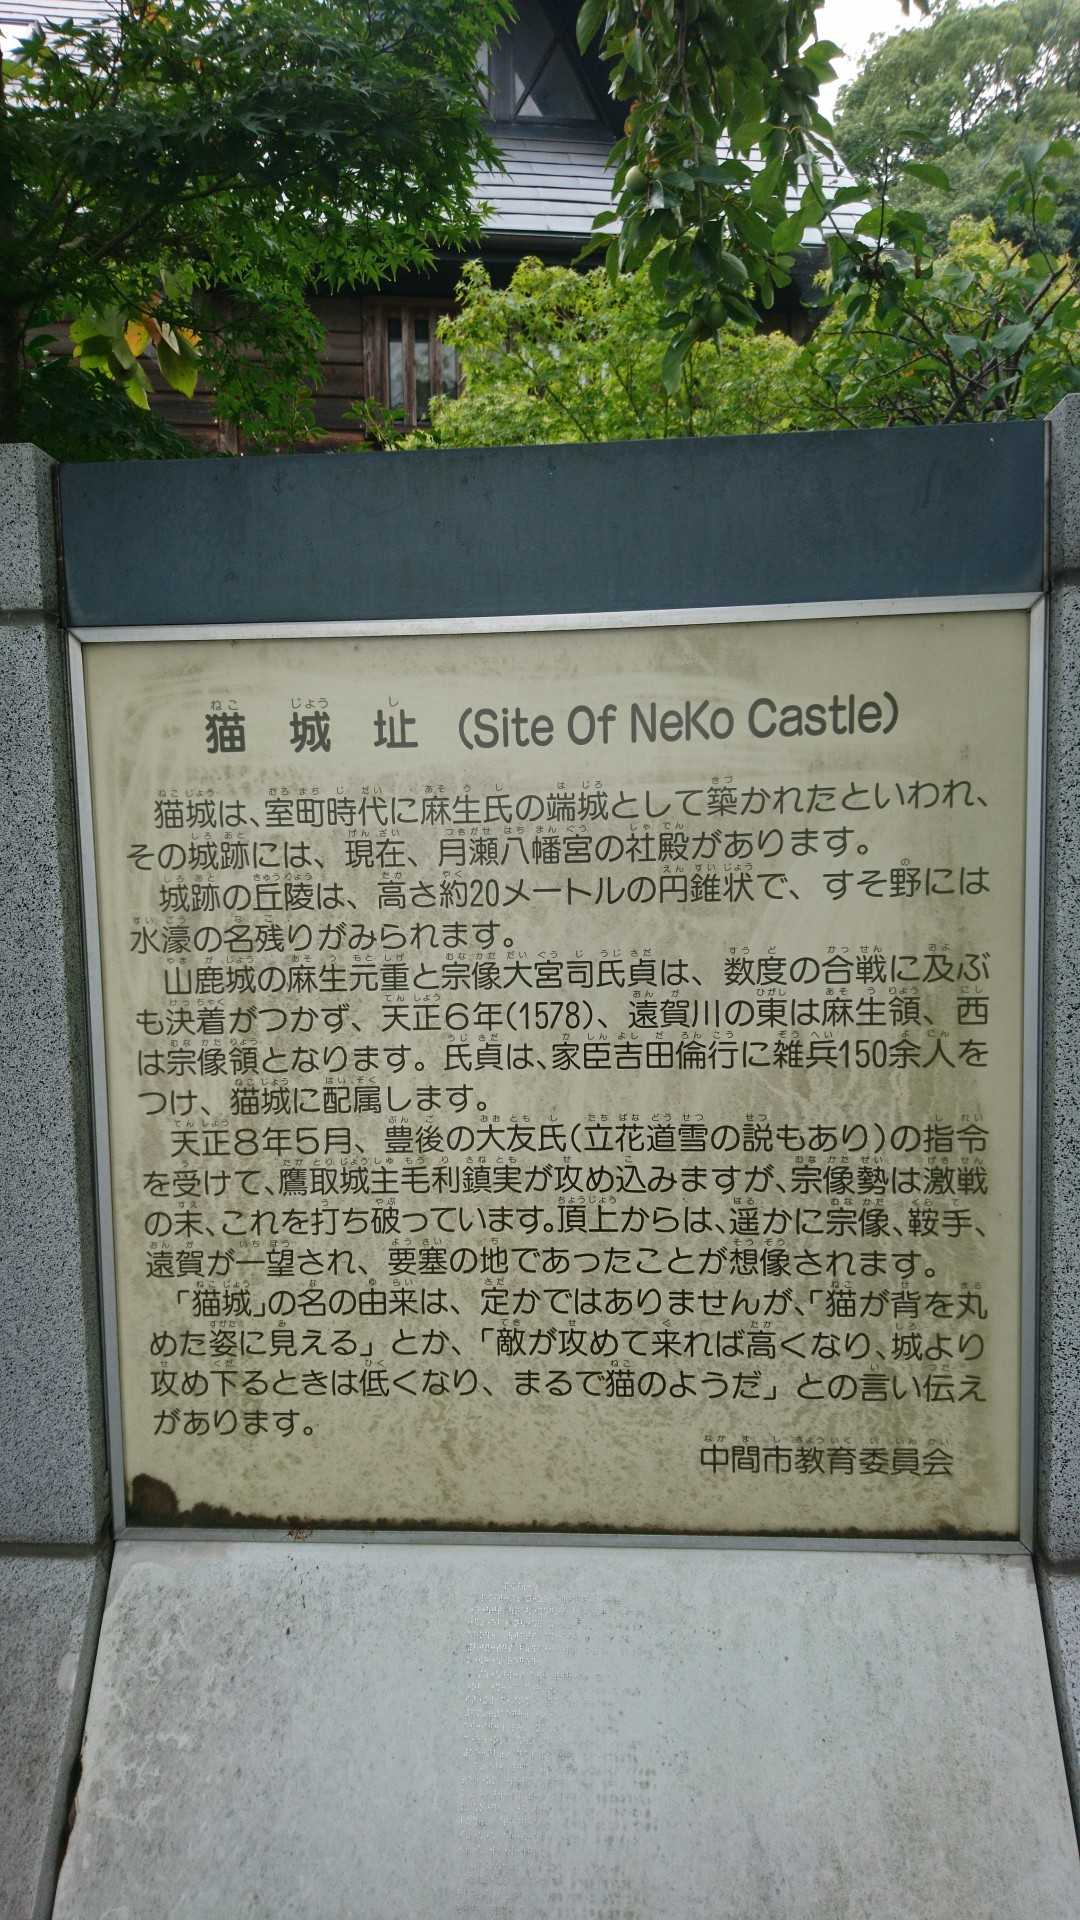 猫城址 (Site Of NeKo Castle)
猫城は、室町時代に麻生氏の端城として築かれたといわれ、
その城跡には、現在、月瀬八幡宮の社殿があります。
城跡の丘陵は、高さ約20メートルの円錐状で、すそ野には
水濠の名残りがみられます。
山鹿城の麻生元重と宗像大宮司氏貞は、数度の合戦に及ぶ
も決着がつかず、天正6年(1578)、遠賀川の東は麻生領、西
は宗像領となります。氏貞は、家臣吉田倫行に雑兵150余人を
つけ、猫城に配属します。
天正8年5月、豊後の大友氏(立花道雪の説もあり)の指令
を受けて、鷹取城主毛利鎮実が攻め込みますが、宗像勢は激戦
の末、これを打ち破っています。頂上からは、遥かに宗像、鞍手、
遠賀が一望され、要塞の地であったことが想像されます。
「猫城」の名の由来は、定かではありませんが、「猫が背を丸
めた姿に見える」とか、「敵が攻めて来れば高くなり、城より
攻め下るときは低くなり、まるで猫のようだ」との言い伝え
があります。
中間市教育委員会